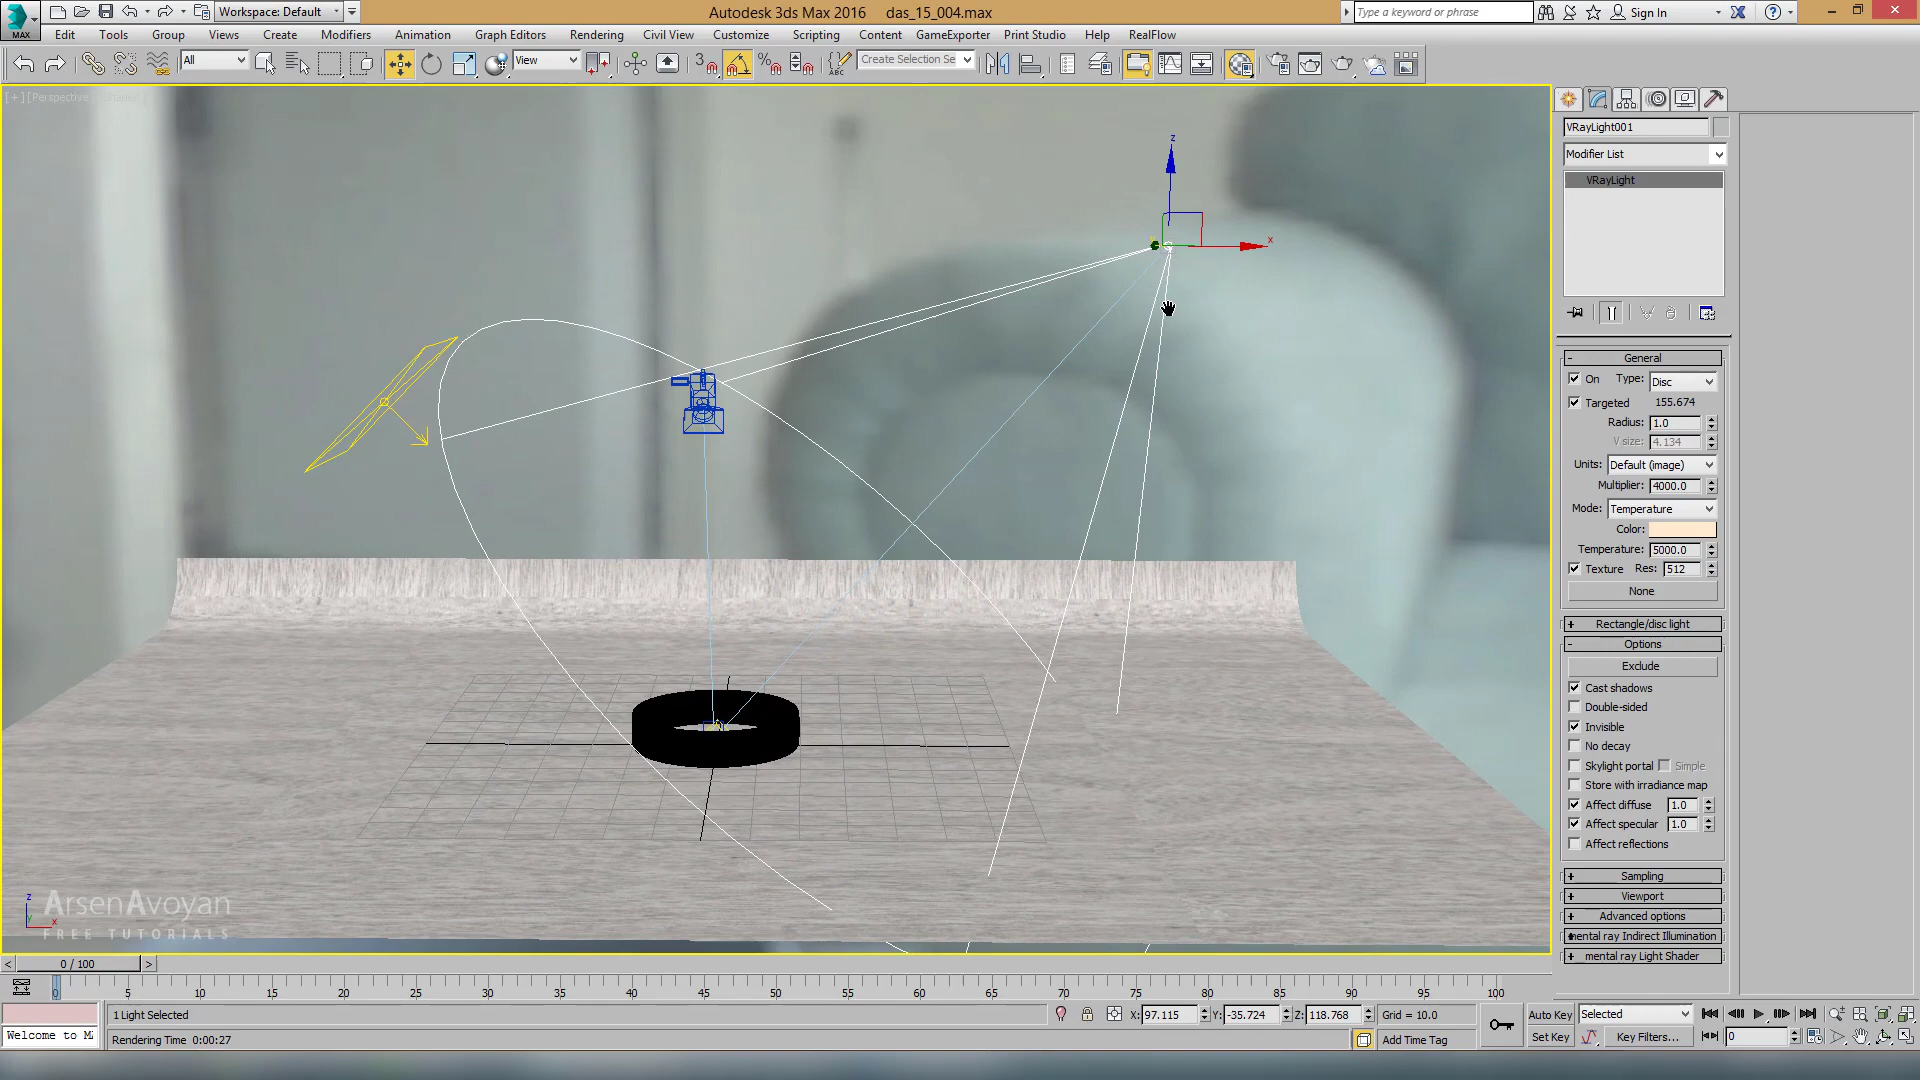 Workspace: Default
Autodesk 3ds Max 2016 das_15_004.max
Type a keyword or phrase
Sign In
MAX
Edit Tools Group Views Create Modifiers Animation Graph Editors Rendering Civil View Customize Scripting Content GameExporter Print Studio Help RealFlow
All
View
3
ABC
Create Selection Se
[+][Perspective
VRayLight001
Modifier List
VRayLight
z
x
- General
On Type: Disc
Targeted 155.674
Radius: 1.0
V size: 4.134
Units: Default (image)
Multiplier: 4000.0
Mode: Temperature
Color:
Temperature: 5000.0
Texture Res: 512
None
+ Rectangle/disc light
- Options
Exclude
Cast shadows
Double-sided
Invisible
No decay
Skylight portal Simple
Store with irradiance map
Affect diffuse 1.0
Affect specular 1.0
Affect reflections
+ Sampling
+ Viewport
+ Advanced options
mental ray Indirect Illumination
+ mental ray Light Shader
z
y
x
ArsenAvoyan
FREE TUTORIALS
< 0 / 100 >
0 5 10 15 20 25 30 35 40 45 50 55 60 65 70 75 80 85 90 95 100
1 Light Selected
X: 97.115 Y: -35.724 Z: 118.768 Grid = 10.0
Auto Key Selected
Welcome to M
Rendering Time 0:00:27
Add Time Tag
Set Key Key Filters... 0